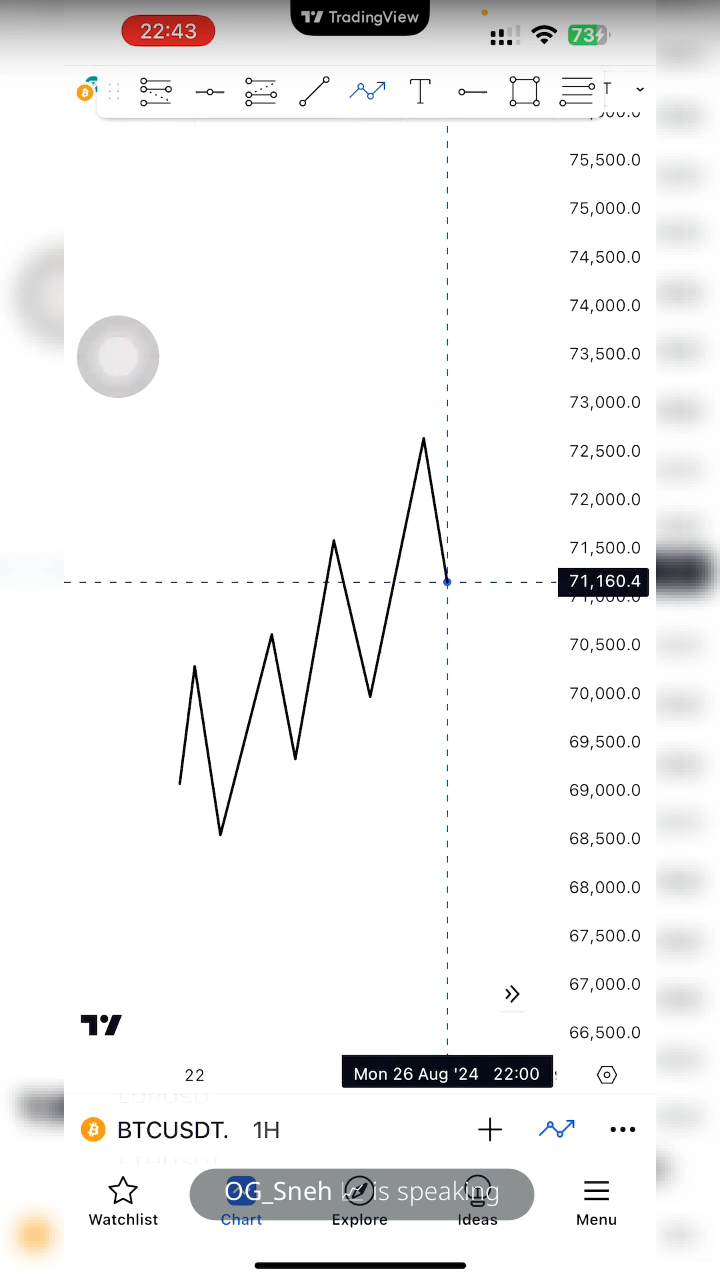 22:43
TradingView
73
T
75,500.0
75,000.0
74,500.0
74,000.0
73,500.0
73,000.0
72,500.0
72,000.0
71,500.0
71,160.4
71,000.0
70,500.0
70,000.0
69,500.0
69,000.0
68,500.0
68,000.0
67,500.0
67,000.0
66,500.0
22
Mon 26 Aug '24 22:00
BTCUSDT. 1H
OG_Sneh is speaking
Watchlist
Chart
Explore
Ideas
Menu